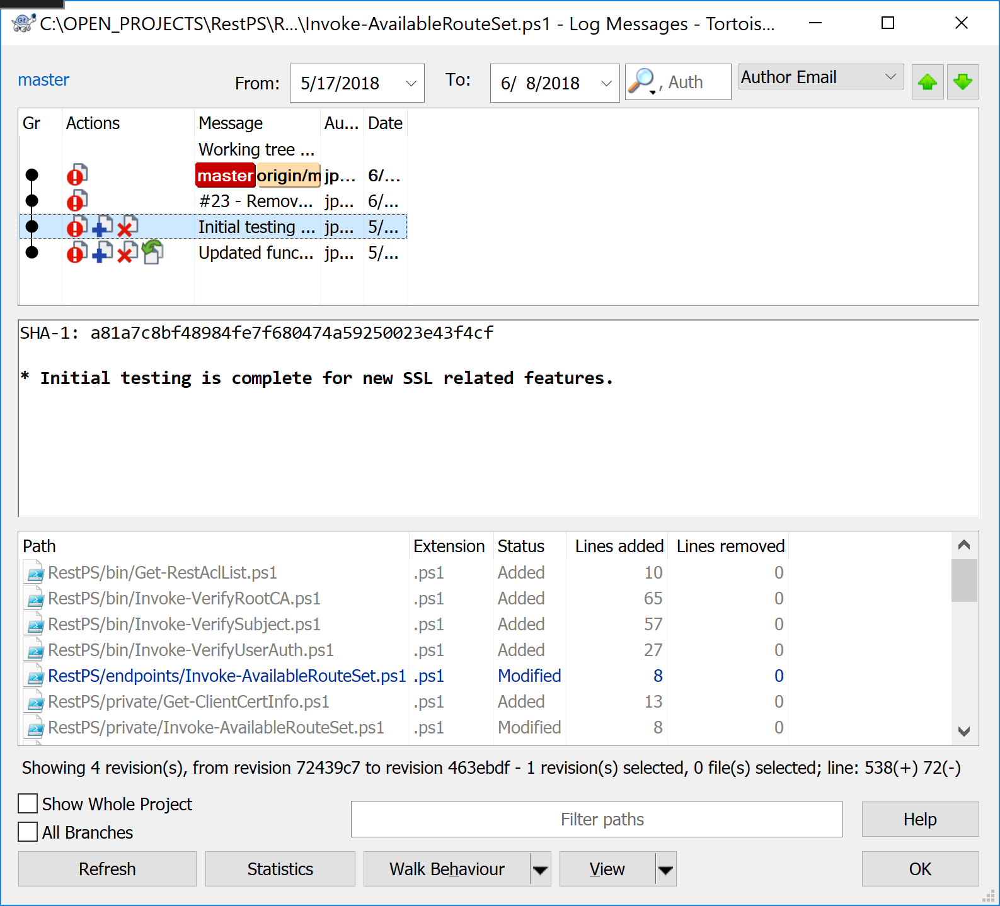 C:\OPEN_PROJECTS\RestPS\R...\Invoke-AvailableRouteSet.ps1 - Log Messages - Tortois...
master From: 5/17/2018 To: 6/ 8/2018 , Auth Author Email
Gr Actions Message Au... Date
Working tree ...
master origin/m jp... 6/...
#23 - Remov... jp... 6/...
Initial testing ... jp... 5/...
Updated func... jp... 5/...
SHA-1: a81a7c8bf48984fe7f680474a59250023e43f4cf
* Initial testing is complete for new SSL related features.
Path Extension Status Lines added Lines removed
RestPS/bin/Get-RestAclList.ps1 .ps1 Added 10 0
RestPS/bin/Invoke-VerifyRootCA.ps1 .ps1 Added 65 0
RestPS/bin/Invoke-VerifySubject.ps1 .ps1 Added 57 0
RestPS/bin/Invoke-VerifyUserAuth.ps1 .ps1 Added 27 0
RestPS/endpoints/Invoke-AvailableRouteSet.ps1 .ps1 Modified 8 0
RestPS/private/Get-ClientCertInfo.ps1 .ps1 Added 13 0
RestPS/private/Invoke-AvailableRouteSet.ps1 .ps1 Modified 8 0
Showing 4 revision(s), from revision 72439c7 to revision 463ebdf - 1 revision(s) selected, 0 file(s) selected; line: 538(+) 72(-)
Show Whole Project
Filter paths Help
All Branches
Refresh Statistics Walk Behaviour View OK